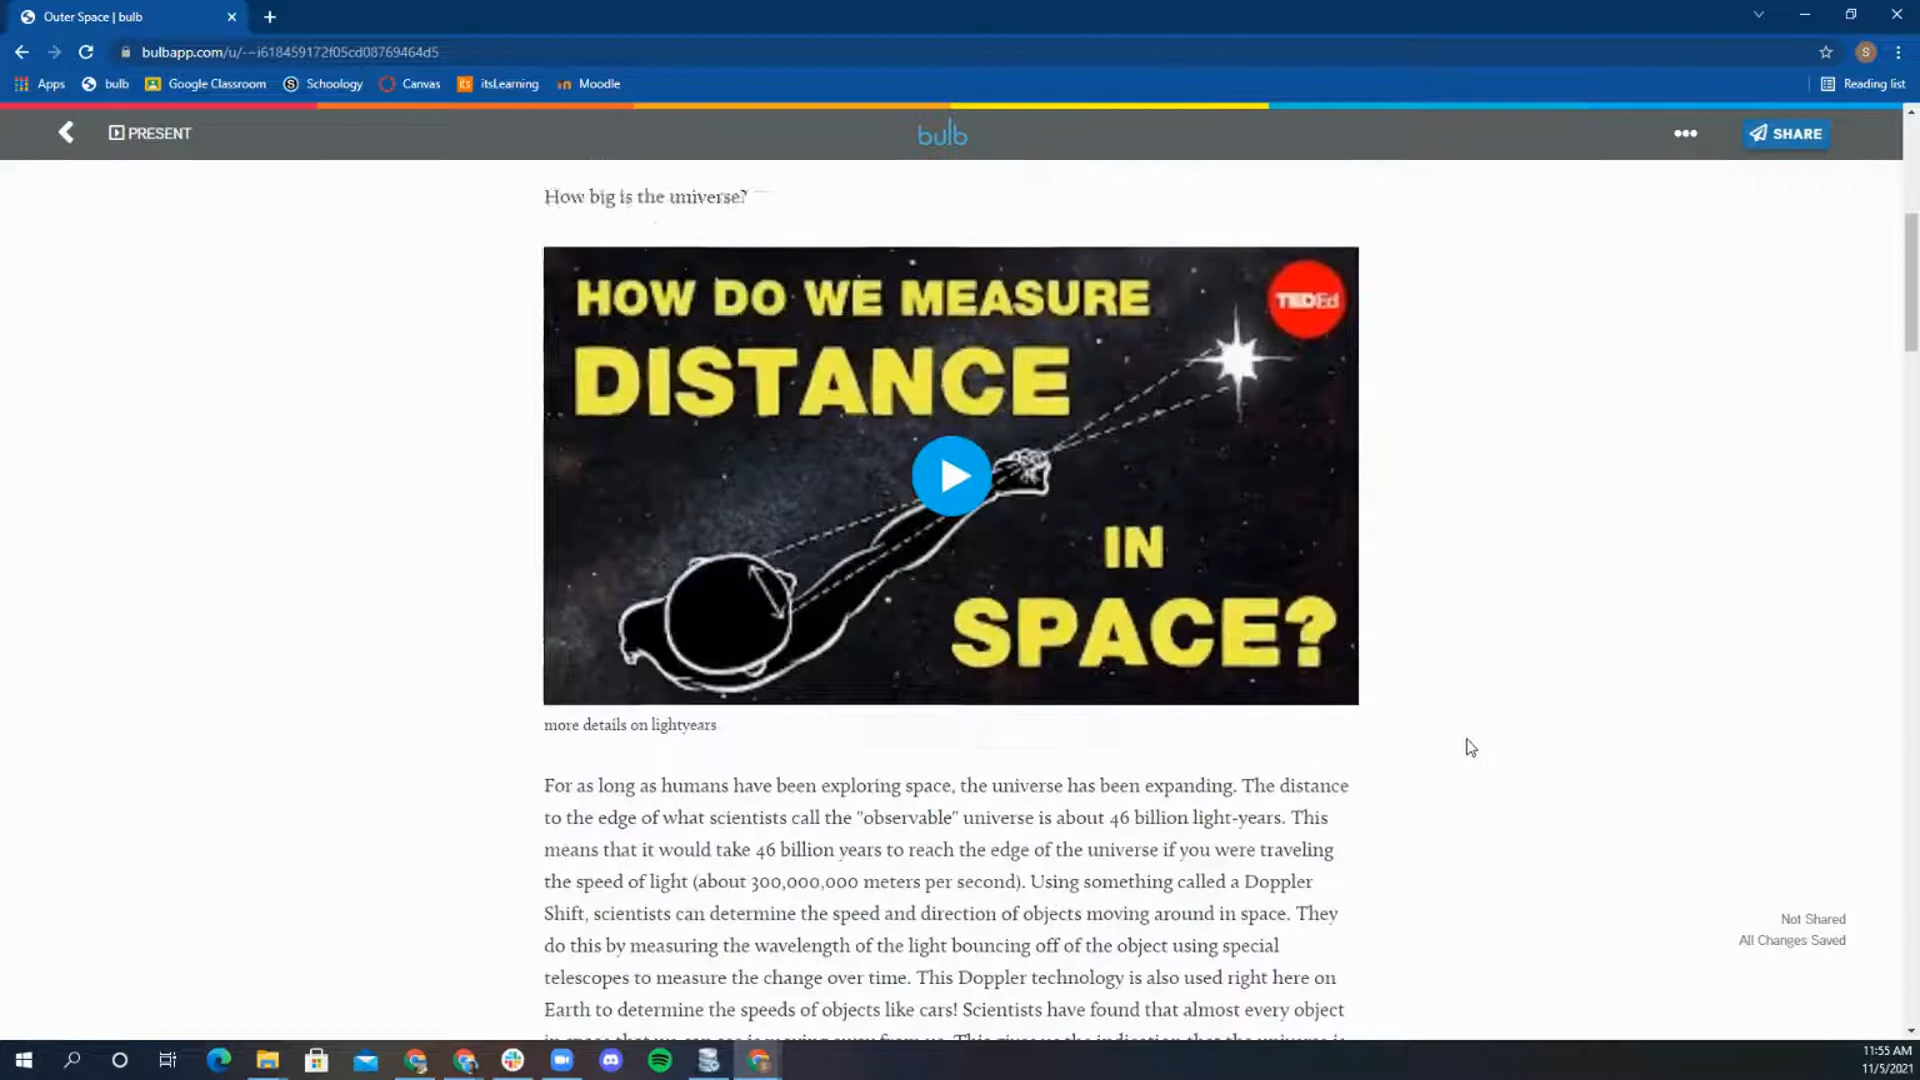 Outer Space | bulb
bulbapp.com/u/--i618459172f05cd08769464d5
S
Apps
bulb
Google Classroom
Schoology
Canvas
itsLearning
Moodle
Reading list
PRESENT
bulb
SHARE
How big is the universe?
HOW DO WE MEASURE
DISTANCE
IN
SPACE?
TEDEd
more details on lightyears
For as long as humans have been exploring space, the universe has been expanding. The distance
to the edge of what scientists call the "observable" universe is about 46 billion light-years. This
means that it would take 46 billion years to reach the edge of the universe if you were traveling
the speed of light (about 300,000,000 meters per second). Using something called a Doppler
Shift, scientists can determine the speed and direction of objects moving around in space. They
do this by measuring the wavelength of the light bouncing off of the object using special
telescopes to measure the change over time. This Doppler technology is also used right here on
Earth to determine the speeds of objects like cars! Scientists have found that almost every object
Not Shared
All Changes Saved
11:55 AM
11/5/2021